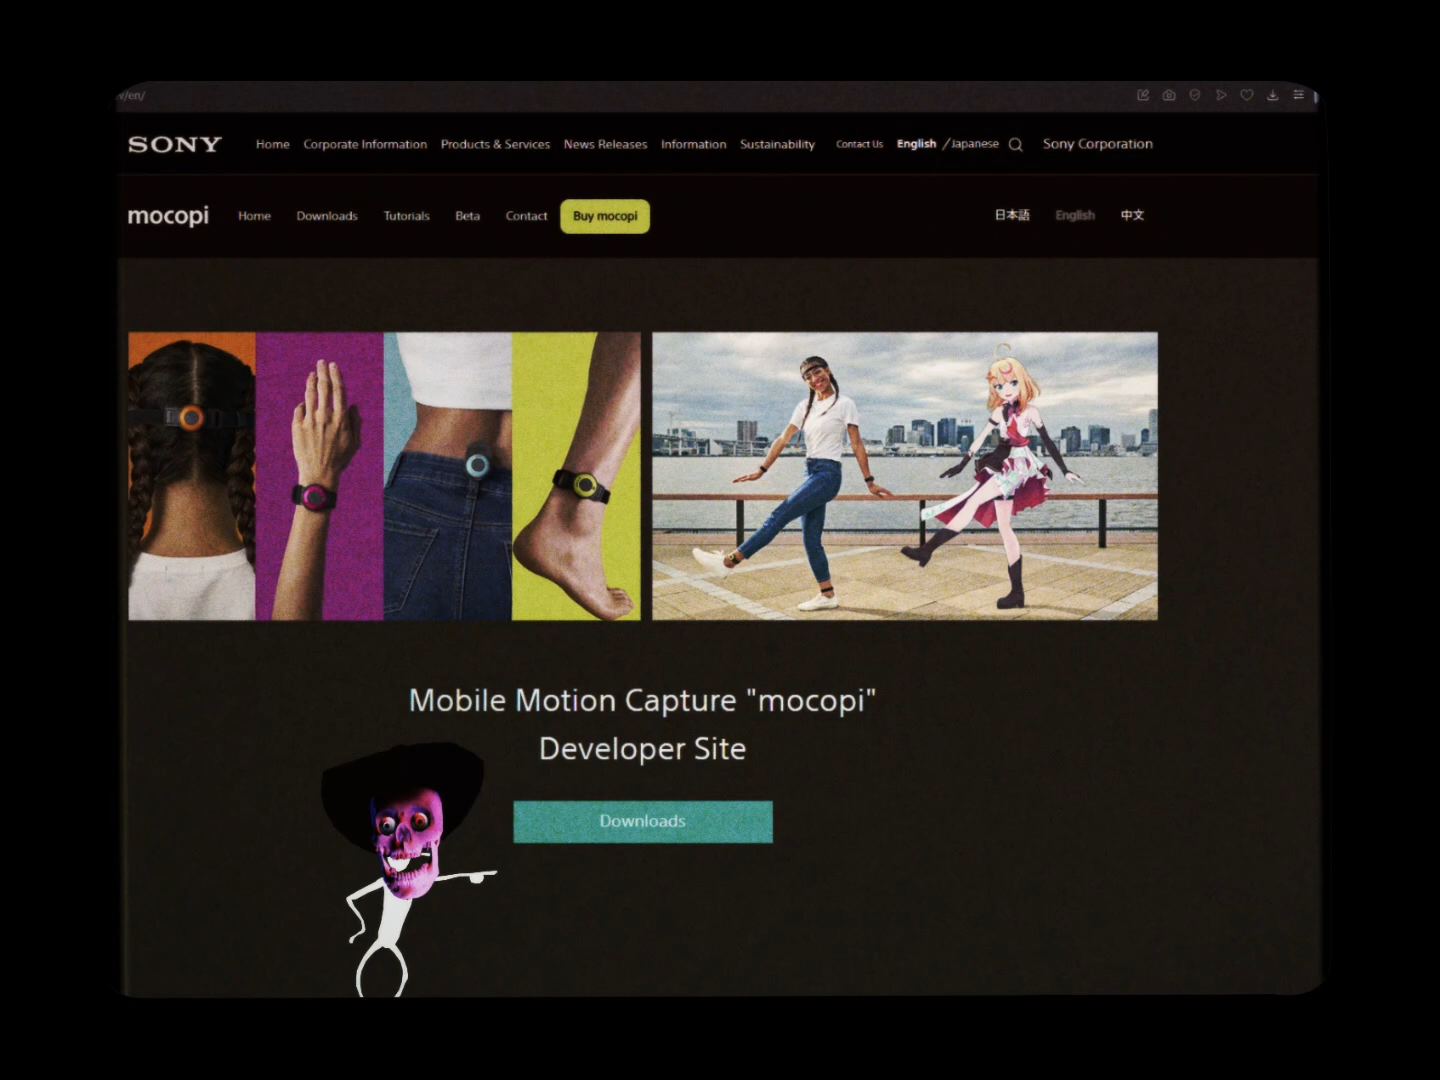 v/en/
SONY Home Corporate Information Products & Services News Releases Information Sustainability Contact Us English / Japanese Sony Corporation
mocopi Home Downloads Tutorials Beta Contact Buy mocopi 日本語 English 中文
Mobile Motion Capture "mocopi"
Developer Site
Downloads